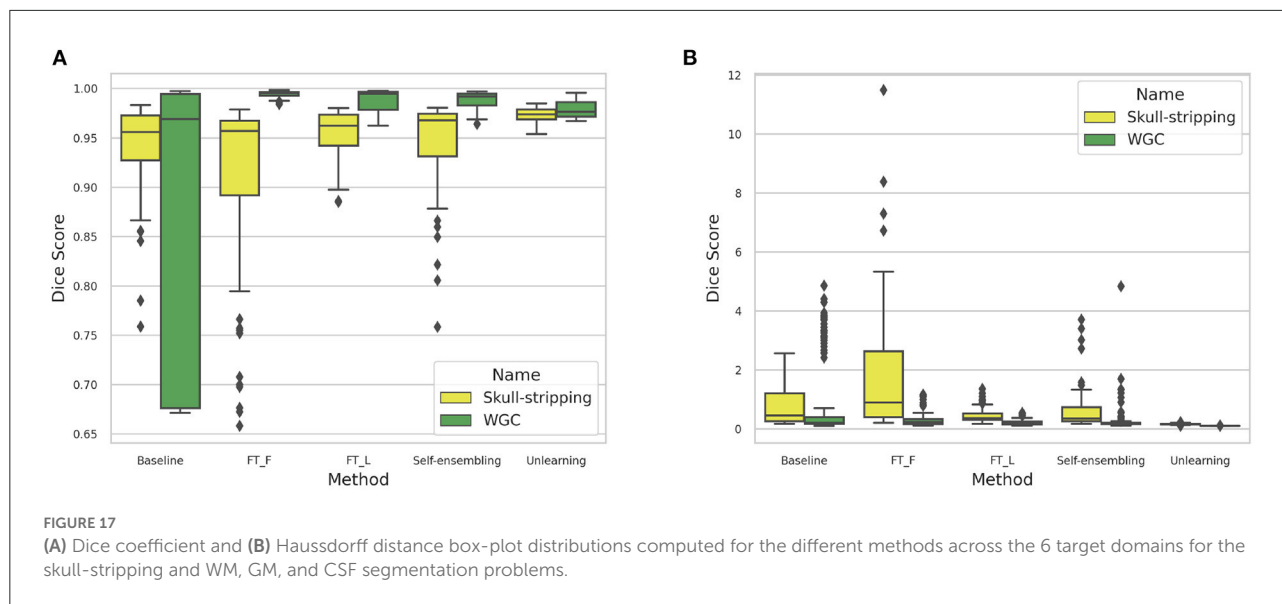 A
1.00
0.95
0.90
0.85
0.80
0.75
0.70
0.65
Dice Score
Name
Skull-stripping
WGC
Baseline FT_F FT_L Self-ensembling Unlearning
Method
B
12
10
8
6
4
2
0
Dice Score
Name
Skull-stripping
WGC
Baseline FT_F FT_L Self-ensembling Unlearning
Method
FIGURE 17
(A) Dice coefficient and (B) Haussdorff distance box-plot distributions computed for the different methods across the 6 target domains for the
skull-stripping and WM, GM, and CSF segmentation problems.